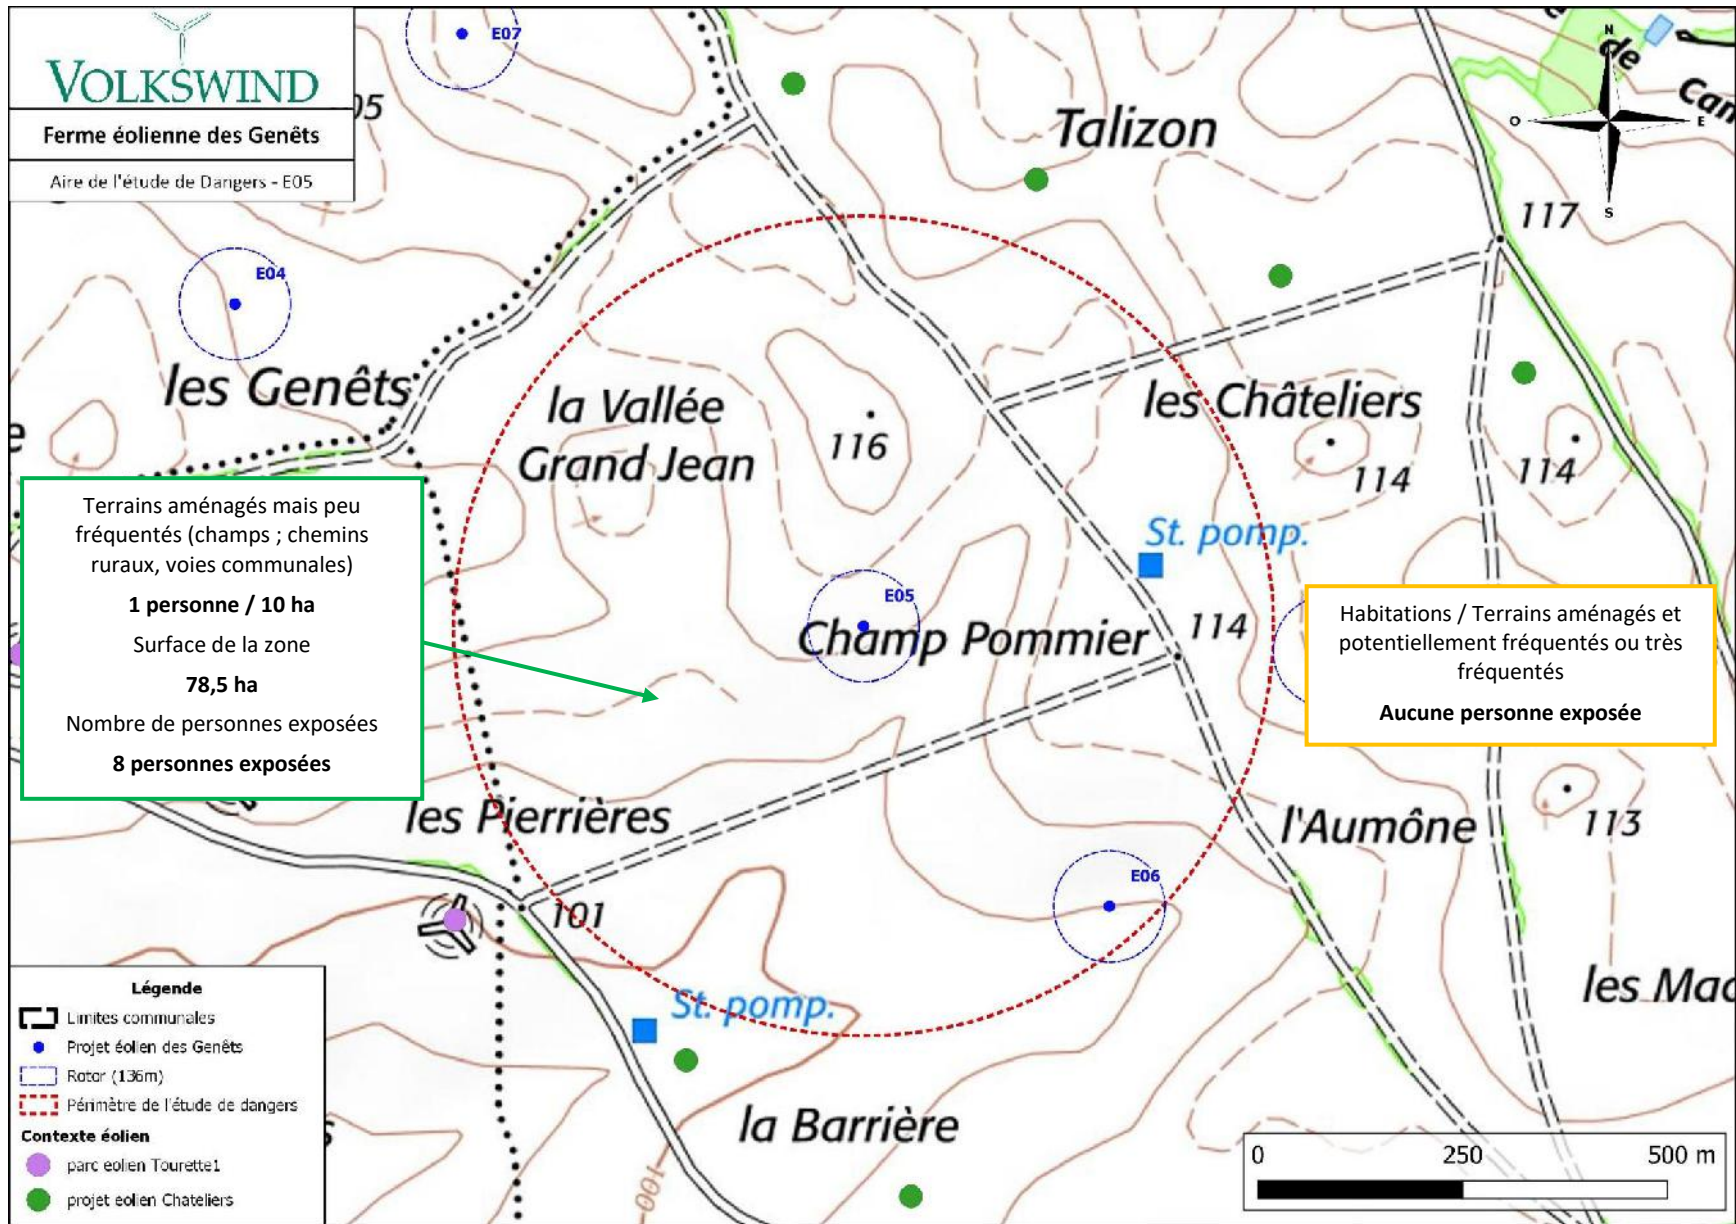 VOLKSWIND
Ferme éolienne des Genêts
Aire de l'étude de Dangers - E05
05
E07
Talizon
de
Can
N
O
E
S
117
E04
les Genêts
la Vallée
Grand Jean
116
les Châteliers
114
114
e
St. pomp.
Terrains aménagés mais peu
fréquentés (champs ; chemins
ruraux, voies communales)
1 personne / 10 ha
Surface de la zone
78,5 ha
Nombre de personnes exposées
8 personnes exposées
E05
Champ Pommier
114
Habitations / Terrains aménagés et
potentiellement fréquentés ou très
fréquentés
Aucune personne exposée
les Pierrières
l'Aumône
113
E06
101
les Mac
St. pomp.
la Barrière
100
Légende
Limites communales
Projet éolien des Genêts
Rotor (136m)
Périmètre de l'étude de dangers
Contexte éolien
parc eolien Tourette1
projet eolien Chateliers
s
0 250 500 m